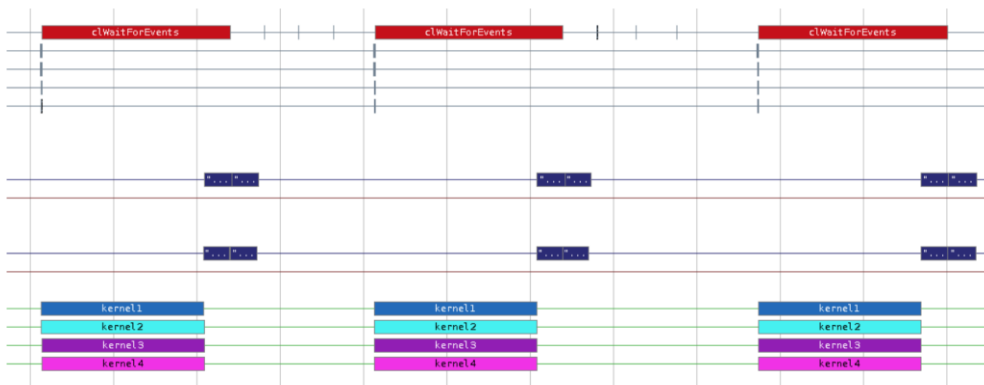 clWaitForEvents clWaitForEvents clWaitForEvents
"... "... "... "... "... "...
"... "... "... "... "... "...
kernel1 kernel1 kernel1
kernel2 kernel2 kernel2
kernel3 kernel3 kernel3
kernel4 kernel4 kernel4